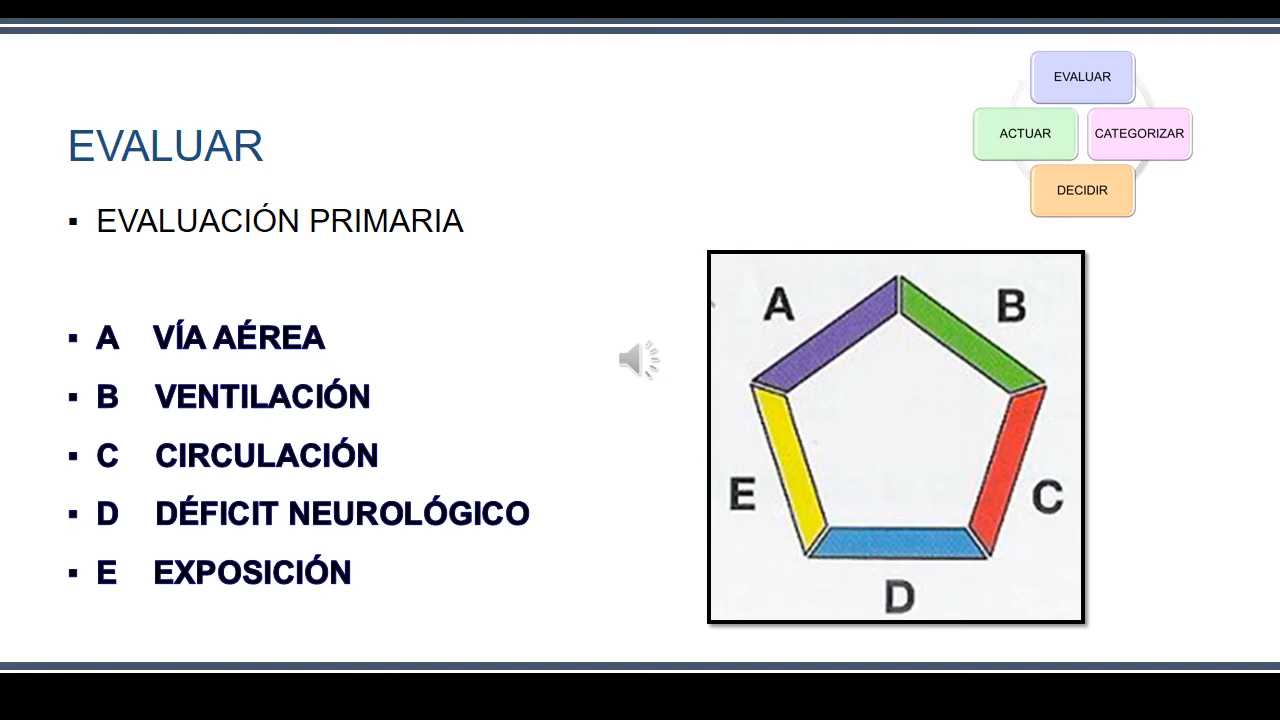 EVALUAR
ACTUAR
CATEGORIZAR
DECIDIR
EVALUAR
▪ EVALUACIÓN PRIMARIA
▪ A VÍA AÉREA
▪ B VENTILACIÓN
▪ C CIRCULACIÓN
▪ D DÉFICIT NEUROLÓGICO
▪ E EXPOSICIÓN
A
B
E
C
D